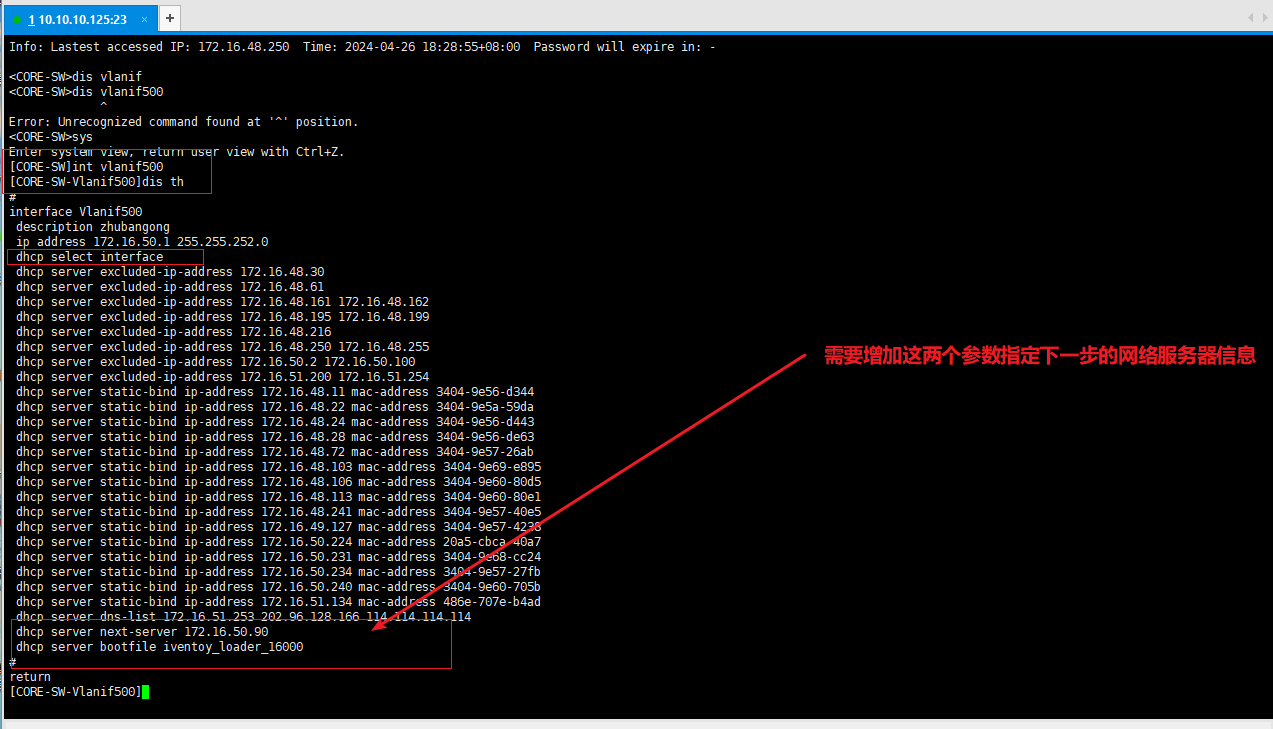 1 10.10.10.125:23 × +
Info: Lastest accessed IP: 172.16.48.250  Time: 2024-04-26 18:28:55+08:00  Password will expire in: -
<CORE-SW>dis vlanif
<CORE-SW>dis vlanif500
^
Error: Unrecognized command found at '^' position.
<CORE-SW>sys
Enter system view, return user view with Ctrl+Z.
[CORE-SW]int vlanif500
[CORE-SW-Vlanif500]dis th
#
interface Vlanif500
 description zhubangong
 ip address 172.16.50.1 255.255.252.0
 dhcp select interface
 dhcp server excluded-ip-address 172.16.48.30
 dhcp server excluded-ip-address 172.16.48.61
 dhcp server excluded-ip-address 172.16.48.161 172.16.48.162
 dhcp server excluded-ip-address 172.16.48.195 172.16.48.199
 dhcp server excluded-ip-address 172.16.48.216
 dhcp server excluded-ip-address 172.16.48.250 172.16.48.255
 dhcp server excluded-ip-address 172.16.50.2 172.16.50.100
 dhcp server excluded-ip-address 172.16.51.200 172.16.51.254
 dhcp server static-bind ip-address 172.16.48.11 mac-address 3404-9e56-d344
 dhcp server static-bind ip-address 172.16.48.22 mac-address 3404-9e5a-59da
 dhcp server static-bind ip-address 172.16.48.24 mac-address 3404-9e56-d443
 dhcp server static-bind ip-address 172.16.48.28 mac-address 3404-9e56-de63
 dhcp server static-bind ip-address 172.16.48.72 mac-address 3404-9e57-26ab
 dhcp server static-bind ip-address 172.16.48.103 mac-address 3404-9e69-e895
 dhcp server static-bind ip-address 172.16.48.106 mac-address 3404-9e60-80d5
 dhcp server static-bind ip-address 172.16.48.113 mac-address 3404-9e60-80e1
 dhcp server static-bind ip-address 172.16.48.241 mac-address 3404-9e57-40e5
 dhcp server static-bind ip-address 172.16.49.127 mac-address 3404-9e57-4238
 dhcp server static-bind ip-address 172.16.50.224 mac-address 20a5-cbca-40a7
 dhcp server static-bind ip-address 172.16.50.231 mac-address 3404-9e68-cc24
 dhcp server static-bind ip-address 172.16.50.234 mac-address 3404-9e57-27fb
 dhcp server static-bind ip-address 172.16.50.240 mac-address 3404-9e60-705b
 dhcp server static-bind ip-address 172.16.51.134 mac-address 486e-707e-b4ad
 dhcp server dns-list 172.16.51.253 202.96.128.166 114.114.114.114
 dhcp server next-server 172.16.50.90
 dhcp server bootfile iventoy_loader_16000
#
return
[CORE-SW-Vlanif500]
需要增加这两个参数指定下一步的网络服务器信息